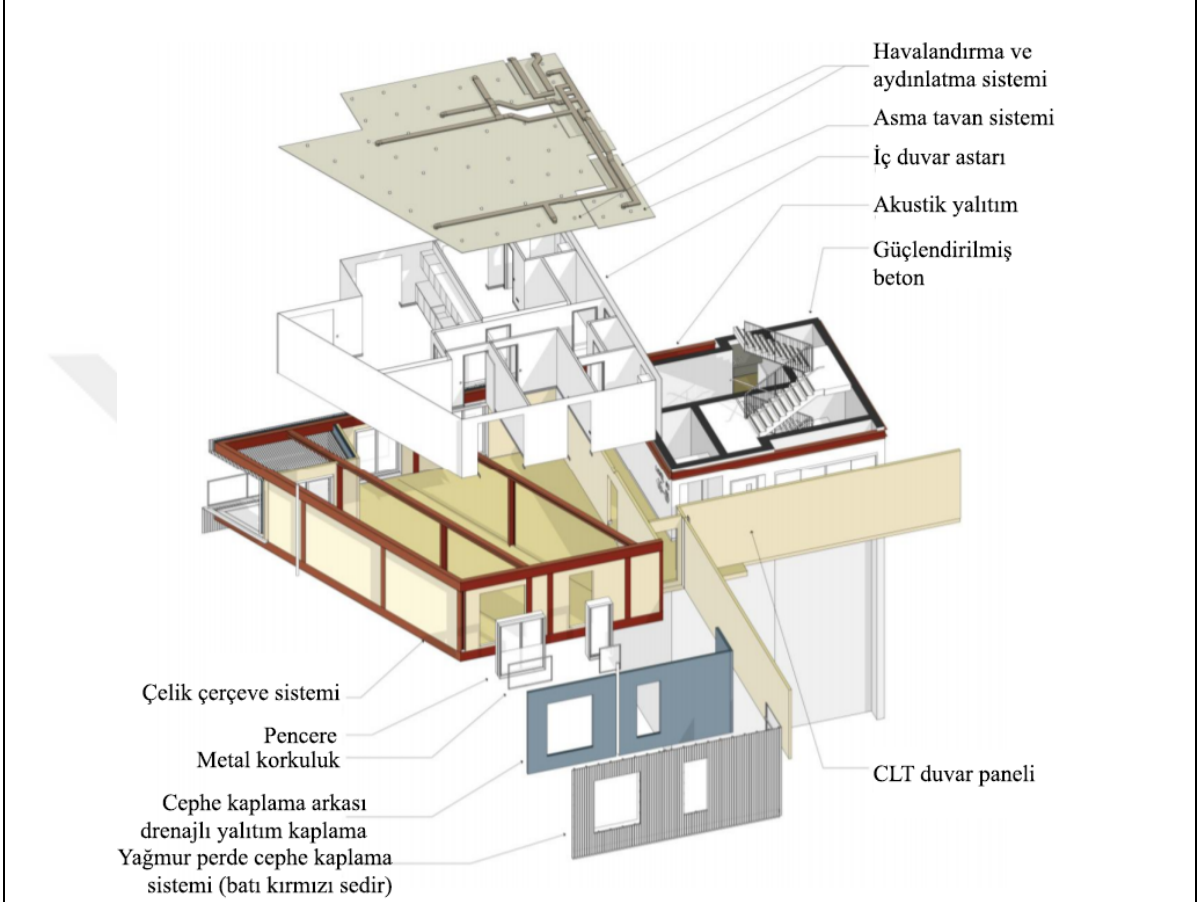 Havalandırma ve
aydınlatma sistemi
Asma tavan sistemi
İç duvar astarı
Akustik yalıtım
Güçlendirilmiş
beton
Çelik çerçeve sistemi
Pencere
Metal korkuluk
Cephe kaplama arkası
drenajlı yalıtım kaplama
Yağmur perde cephe kaplama
sistemi (batı kırmızı sedir)
CLT duvar paneli